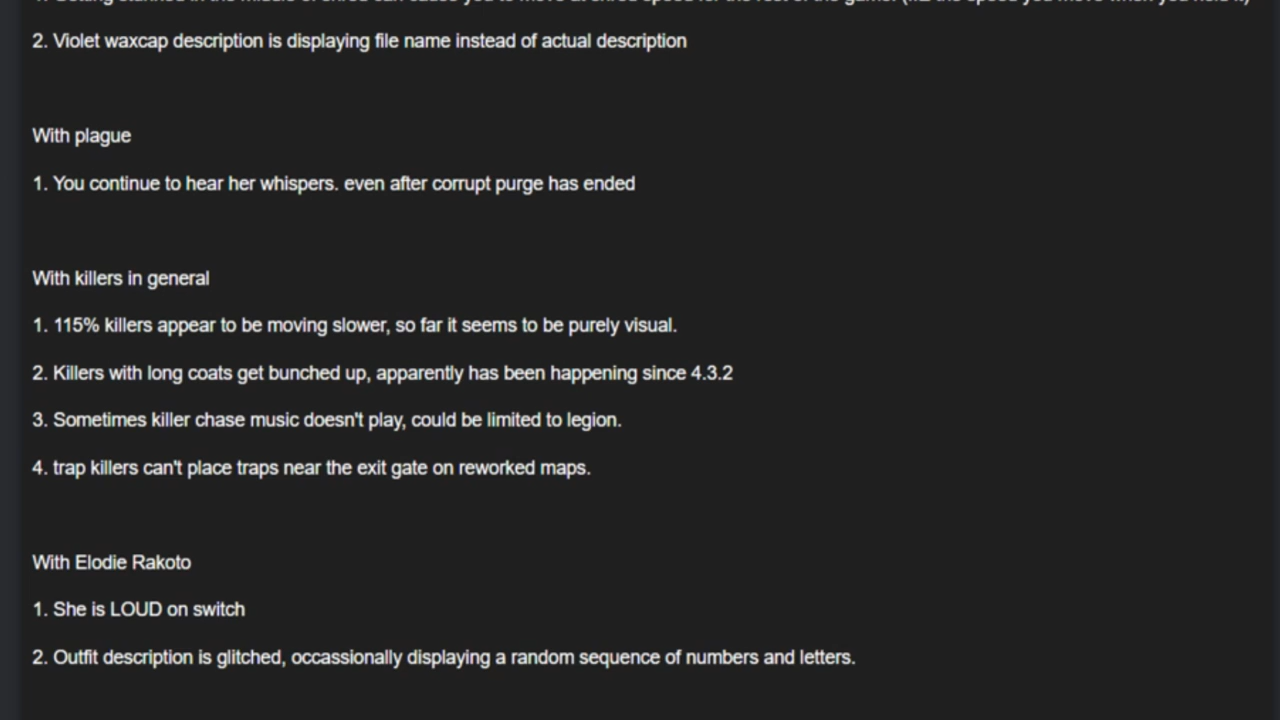 2. Violet waxcap description is displaying file name instead of actual description
With plague
1. You continue to hear her whispers. even after corrupt purge has ended
With killers in general
1. 115% killers appear to be moving slower, so far it seems to be purely visual.
2. Killers with long coats get bunched up, apparently has been happening since 4.3.2
3. Sometimes killer chase music doesn't play, could be limited to legion.
4. trap killers can't place traps near the exit gate on reworked maps.
With Elodie Rakoto
1. She is LOUD on switch
2. Outfit description is glitched, occassionally displaying a random sequence of numbers and letters.